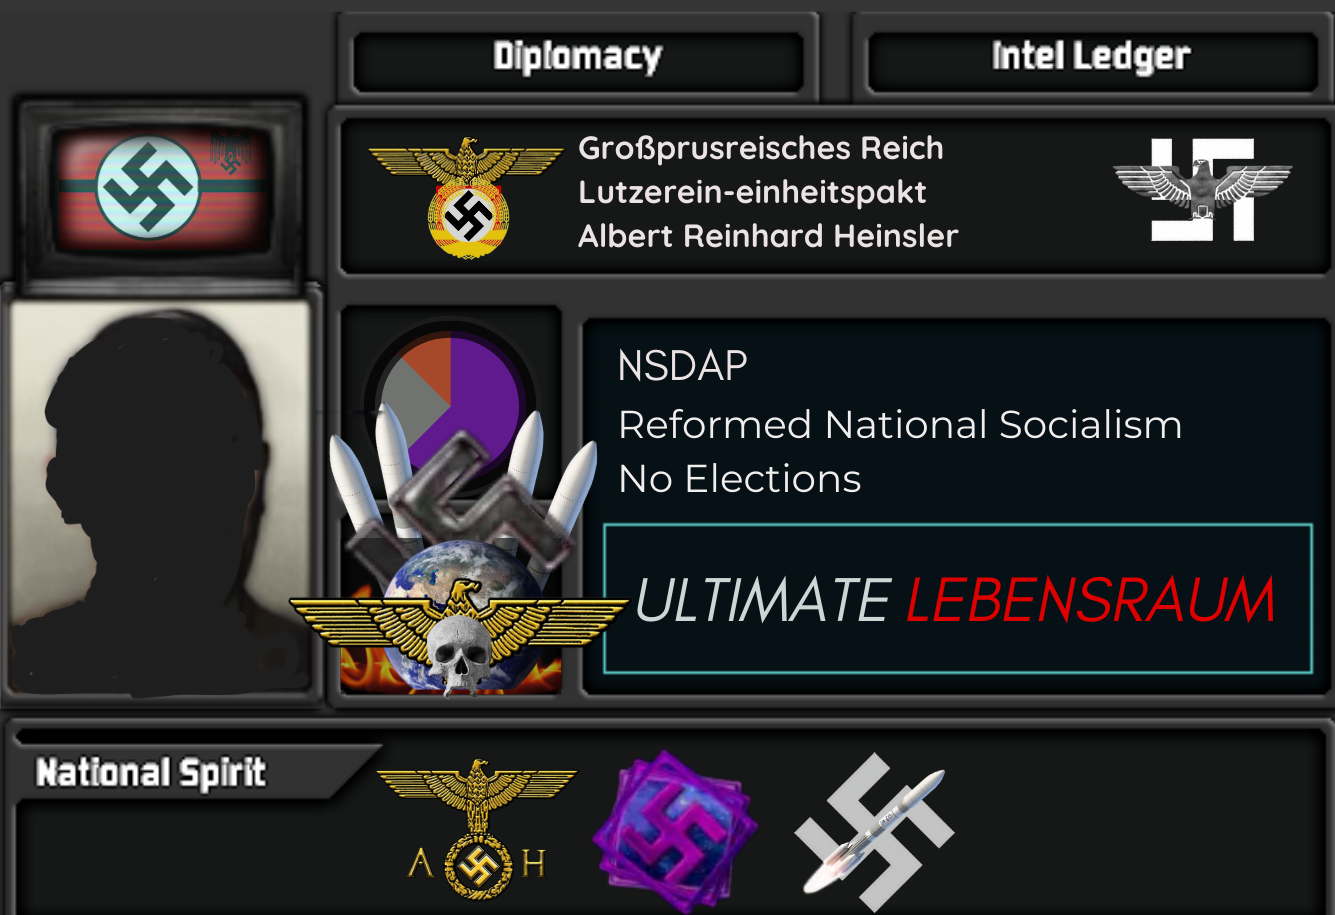 Diplomacy
Intel Ledger
Großprusreisches Reich
Lutzerein-einheitspakt
Albert Reinhard Heinsler
NSDAP
Reformed National Socialism
No Elections
ULTIMATE LEBENSRAUM
National Spirit
A H